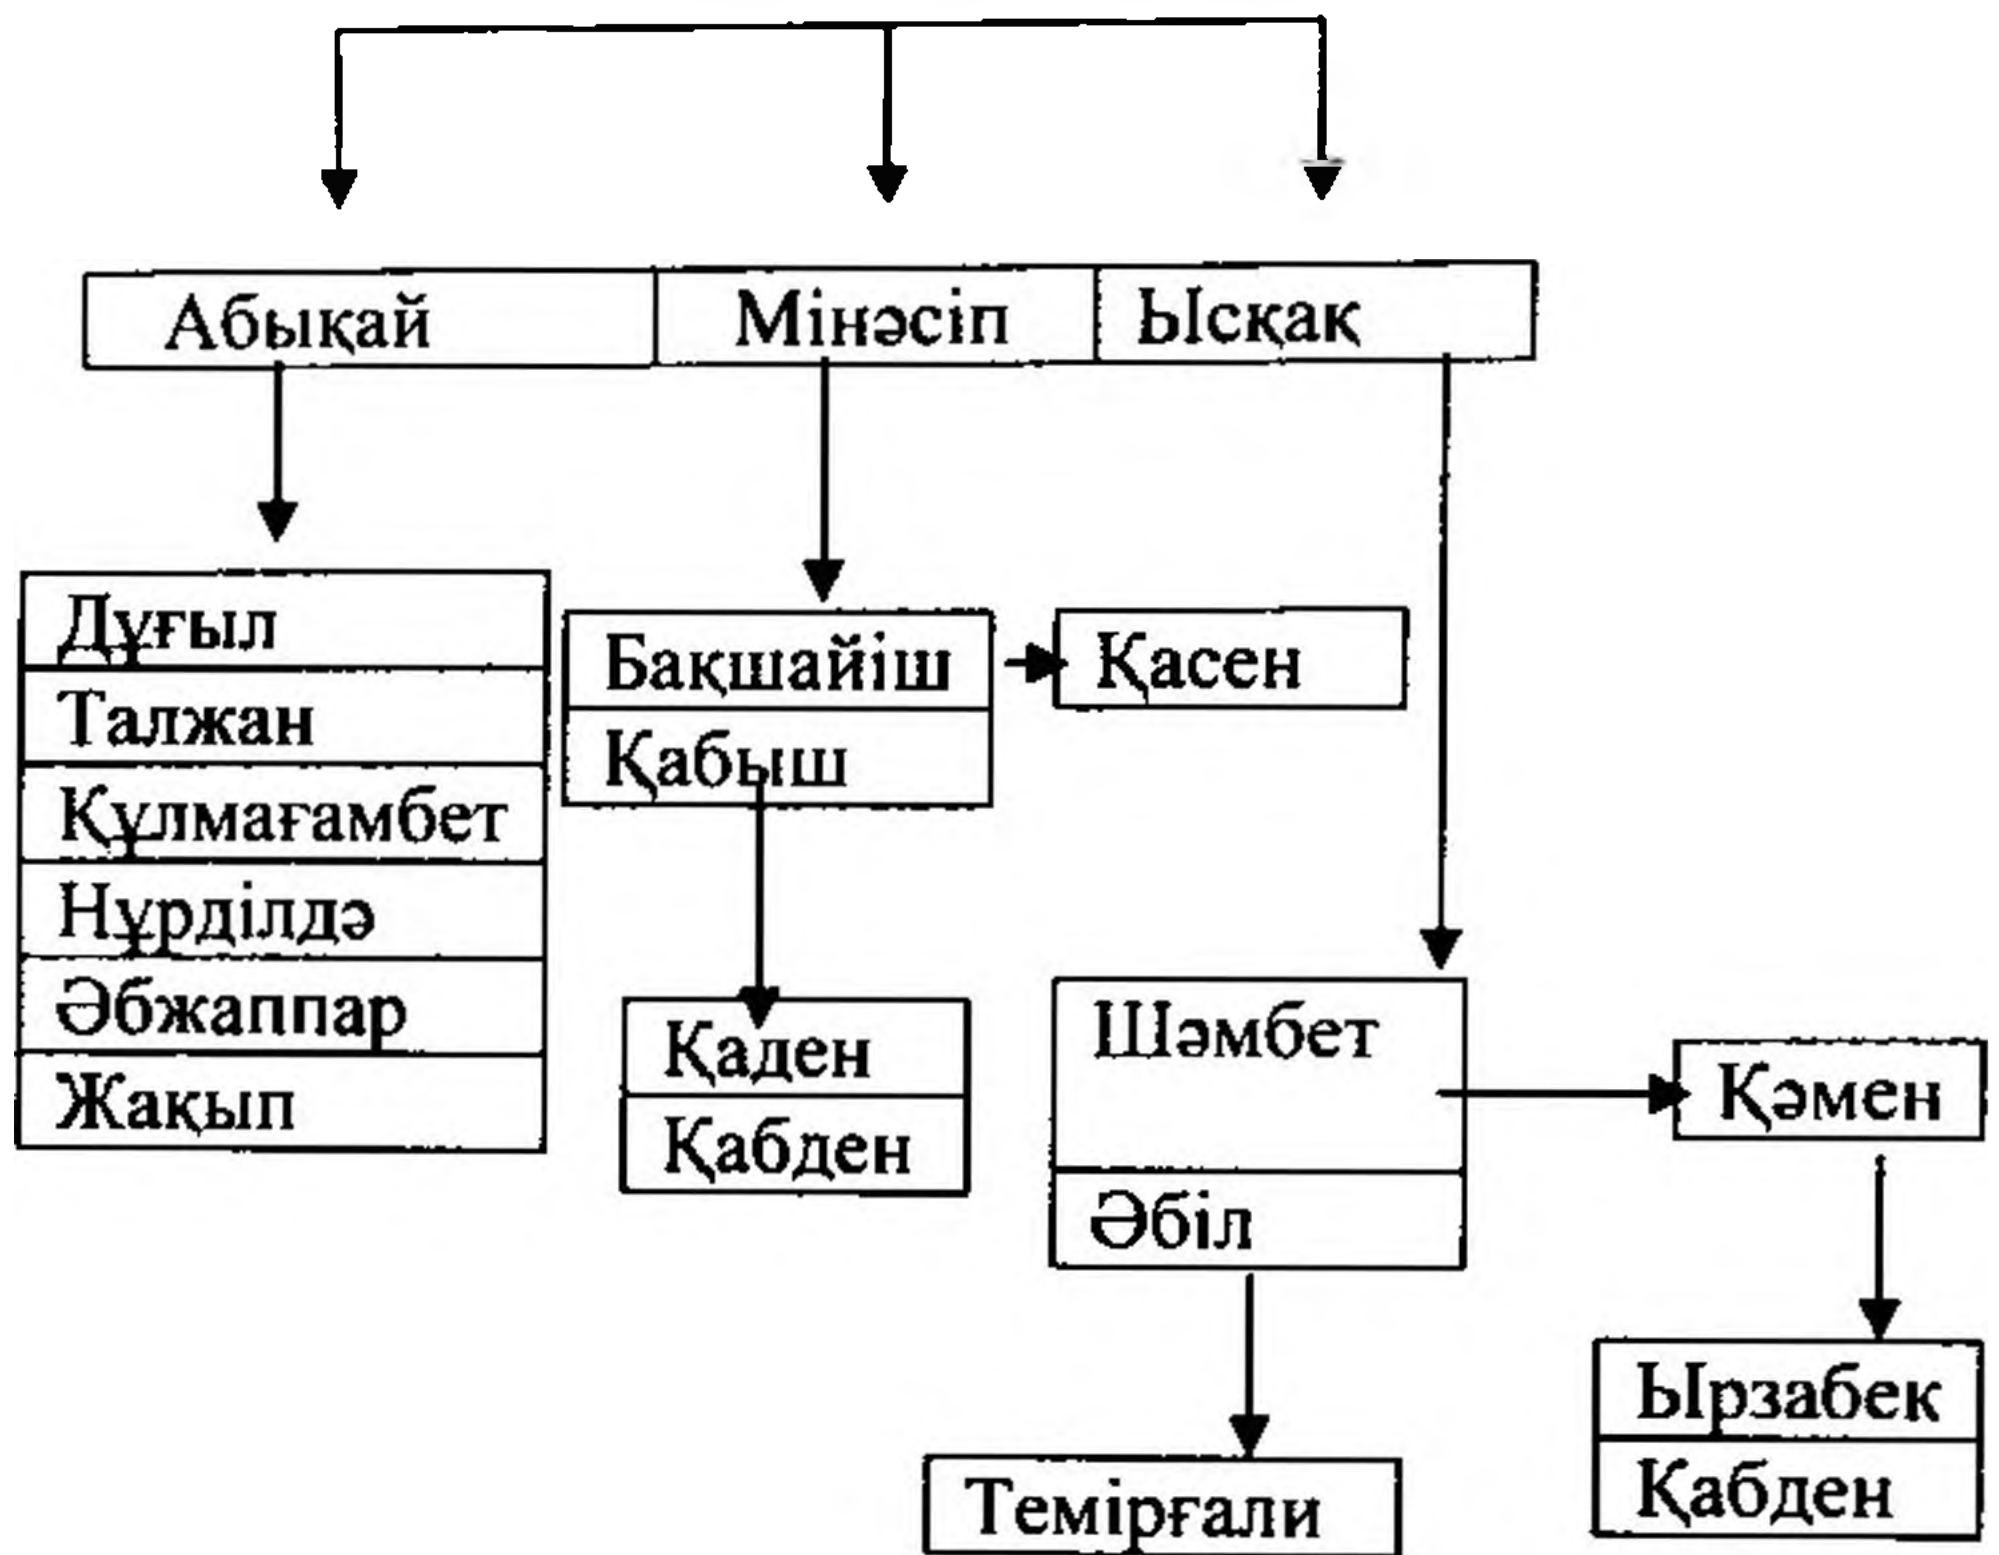 Абықай
Мінәсіп
Ысқақ
Дұғыл
Талжан
Құлмағамбет
Нұрділдә
Әбжаппар
Жақып
Бақшайіш
Қабыш
Қасен
Қаден
Қабден
Шәмбет
Әбіл
Қәмен
Темірғали
Ырзабек
Қабден